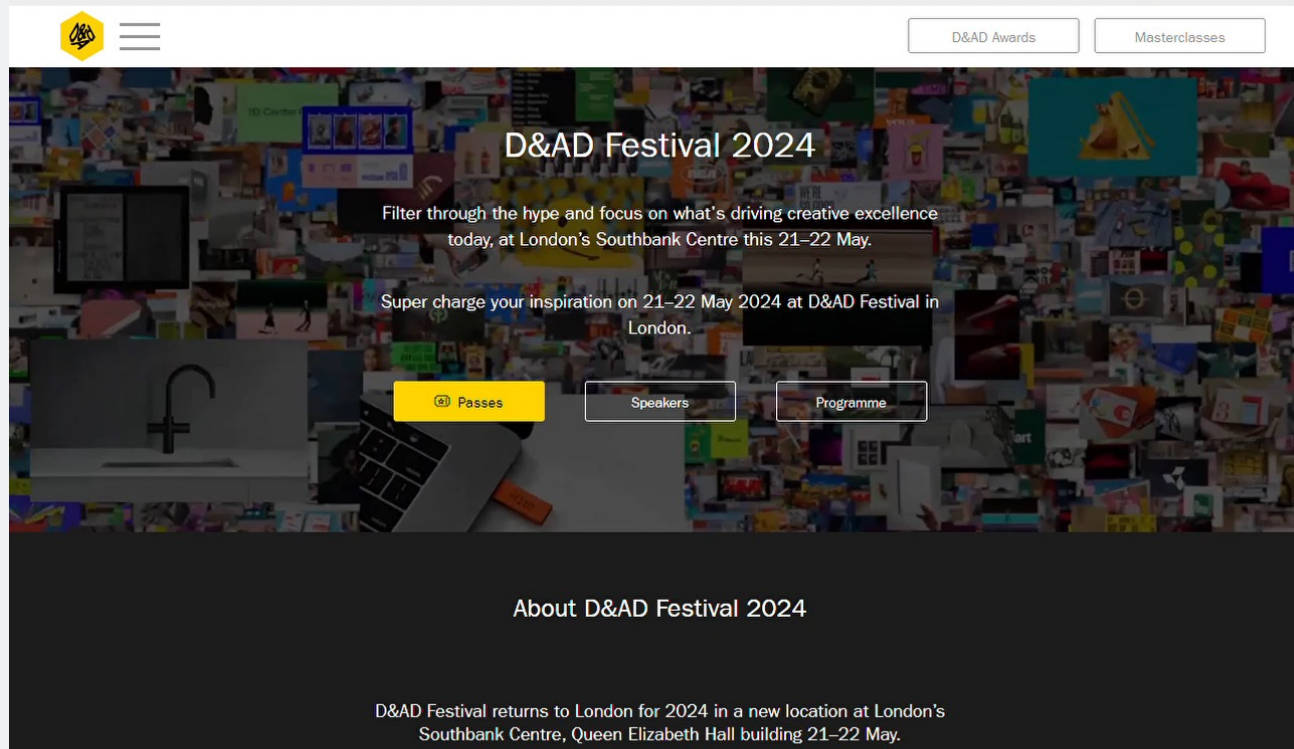 D&AD Awards
Masterclasses
D&AD Festival 2024
Filter through the hype and focus on what's driving creative excellence
today, at London's Southbank Centre this 21–22 May.
Super charge your inspiration on 21–22 May 2024 at D&AD Festival in
London.
Passes
Speakers
Programme
About D&AD Festival 2024
D&AD Festival returns to London for 2024 in a new location at London's
Southbank Centre, Queen Elizabeth Hall building 21–22 May.